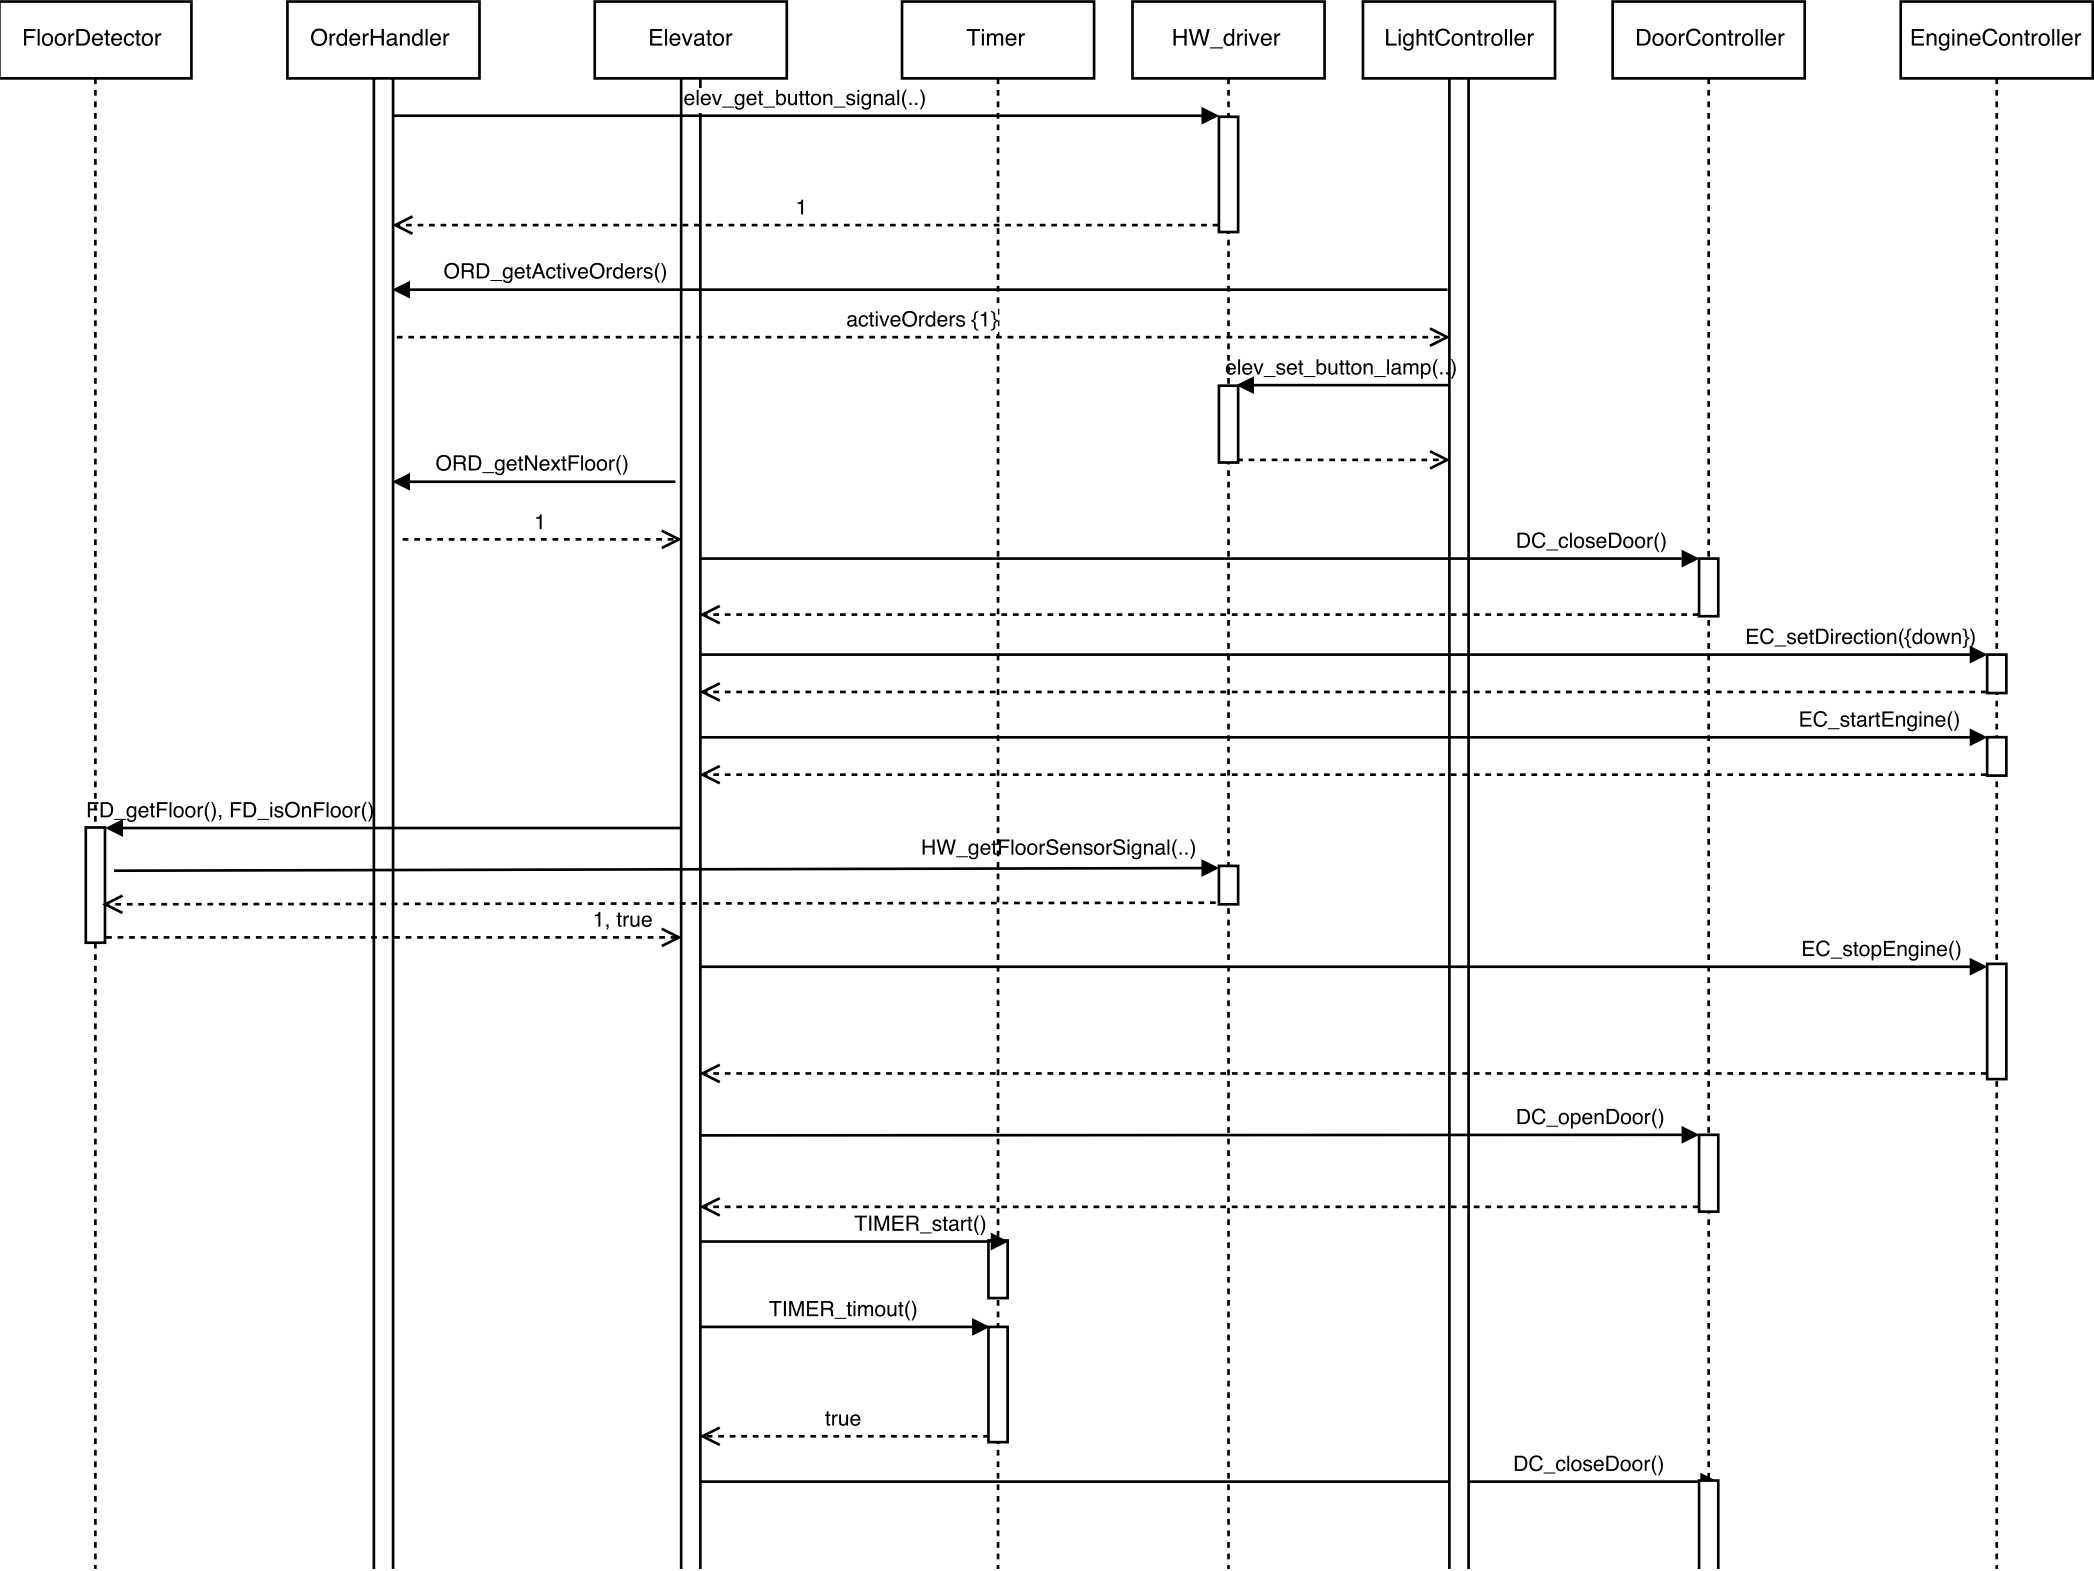 FloorDetector
OrderHandler
Elevator
Timer
HW_driver
LightController
DoorController
EngineController
elev_get_button_signal(..)
1
ORD_getActiveOrders()
activeOrders {1}
elev_set_button_lamp(..)
ORD_getNextFloor()
1
DC_closeDoor()
EC_setDirection({down})
EC_startEngine()
FD_getFloor(), FD_isOnFloor()
HW_getFloorSensorSignal(..)
1, true
EC_stopEngine()
DC_openDoor()
TIMER_start()
TIMER_timout()
true
DC_closeDoor()